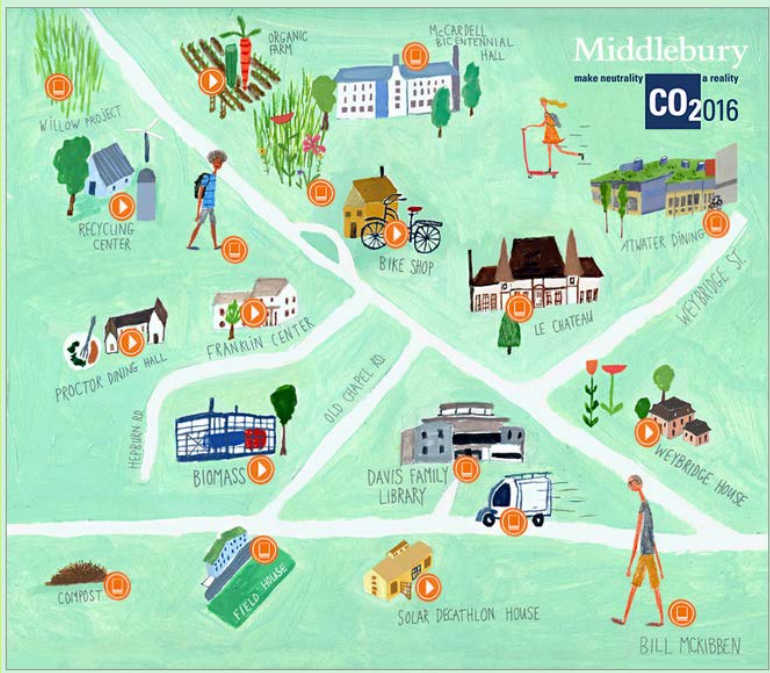 ORGANIC
FARM
McCARDELL
BICENTENNIAL
HALL
Middlebury
make neutrality a reality
CO2 2016
WILLOW PROJECT
RECYCLING
CENTER
BIKE SHOP
ATWATER DINING
WEYBRIDGE ST.
LE CHATEAU
FRANKLIN CENTER
PROCTOR DINING HALL
HEPBURN RD.
OLD CHAPEL RD.
BIOMASS
DAVIS FAMILY
LIBRARY
WEYBRIDGE HOUSE
COMPOST
FIELD HOUSE
SOLAR DECATHLON HOUSE
BILL MCKIBBEN